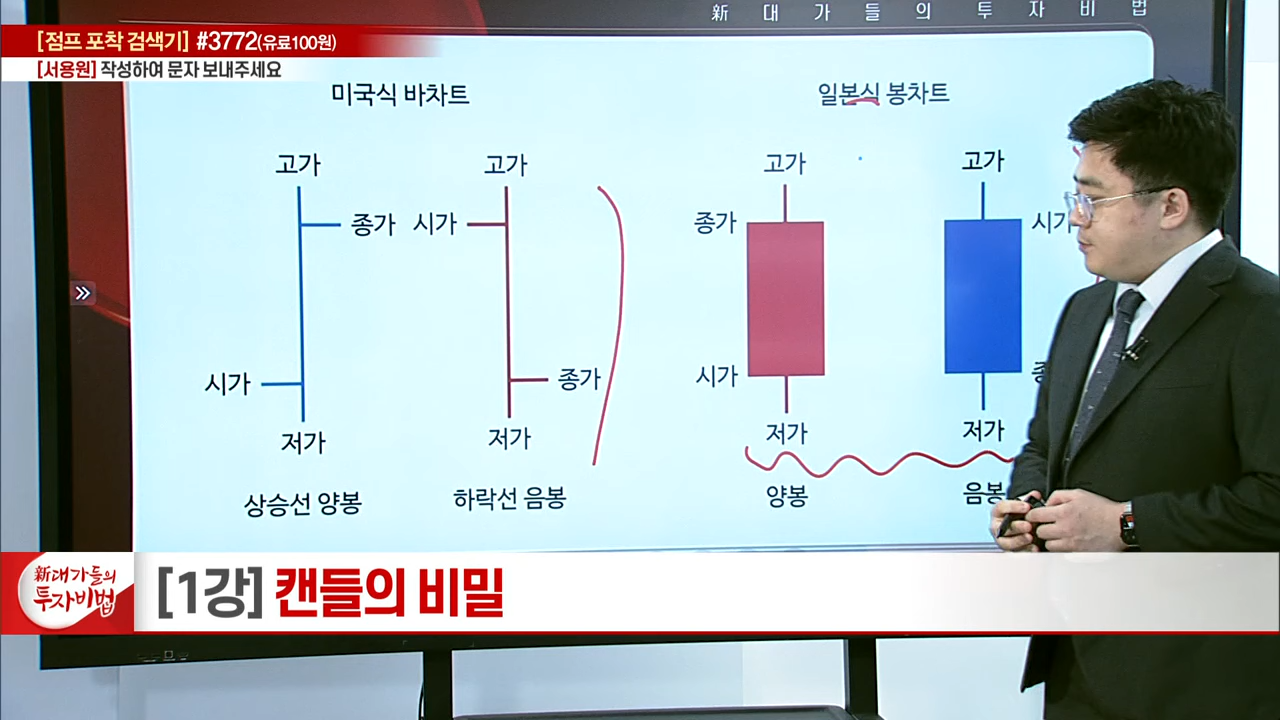 新 대 가 들 의 투 자 비 법
[점프 포착 검색기] #3772(유료100원)
[서용원] 작성하여 문자 보내주세요
미국식 바차트
일본식 봉차트
고가
고가
고가
고가
종가
시가
종가
시가
시가
종가
시가
저가
저가
저가
저가
상승선 양봉
하락선 음봉
양봉
음봉
新대가들의
투자비법
[1강] 캔들의 비밀